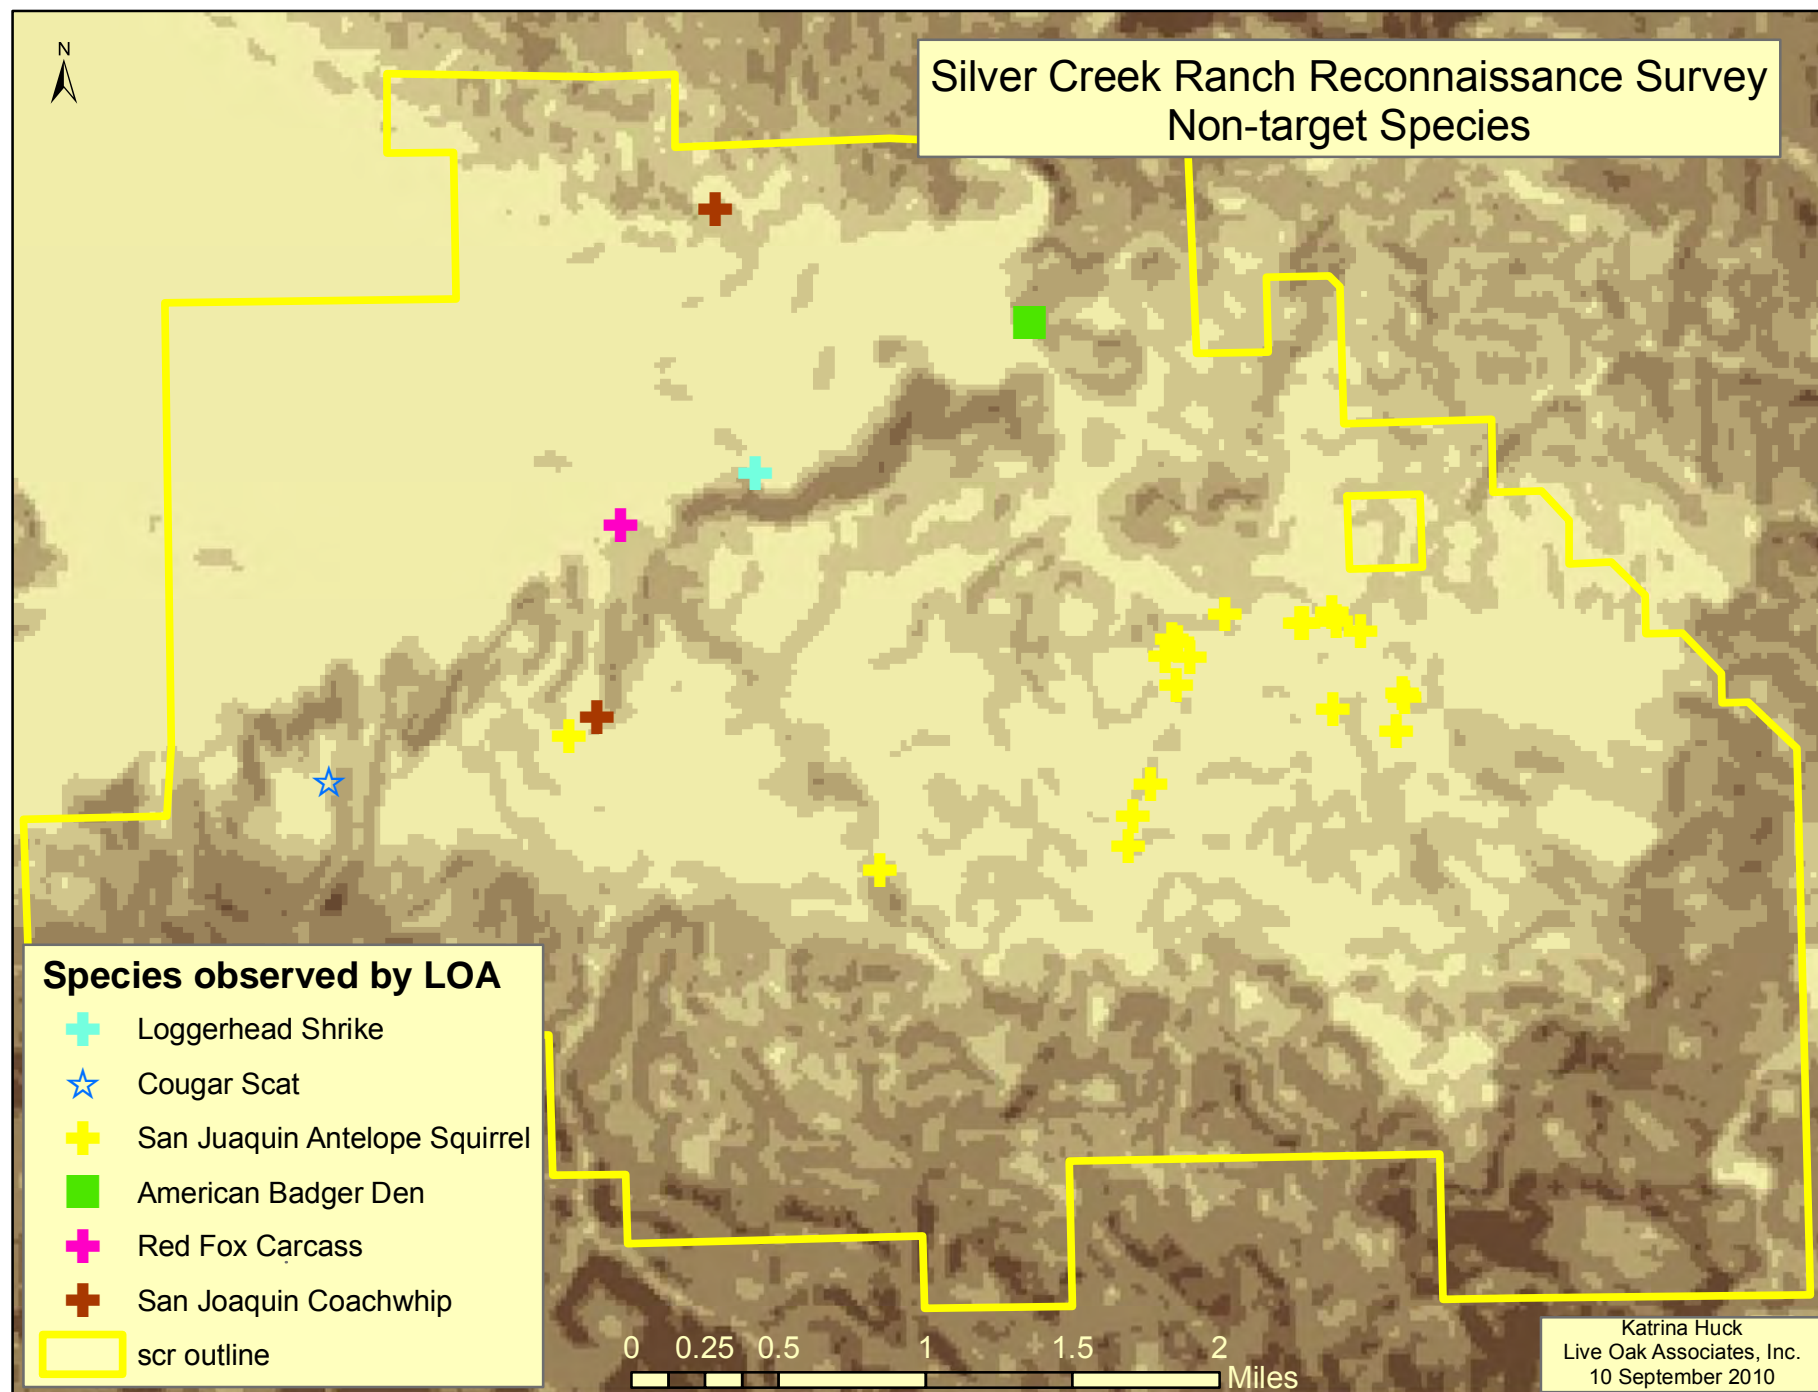 N
Silver Creek Ranch Reconnaissance Survey
Non-target Species
Species observed by LOA
Loggerhead Shrike
Cougar Scat
San Juaquin Antelope Squirrel
American Badger Den
Red Fox Carcass
San Joaquin Coachwhip
scr outline
0 0.25 0.5 1 1.5 2
Miles
Katrina Huck
Live Oak Associates, Inc.
10 September 2010